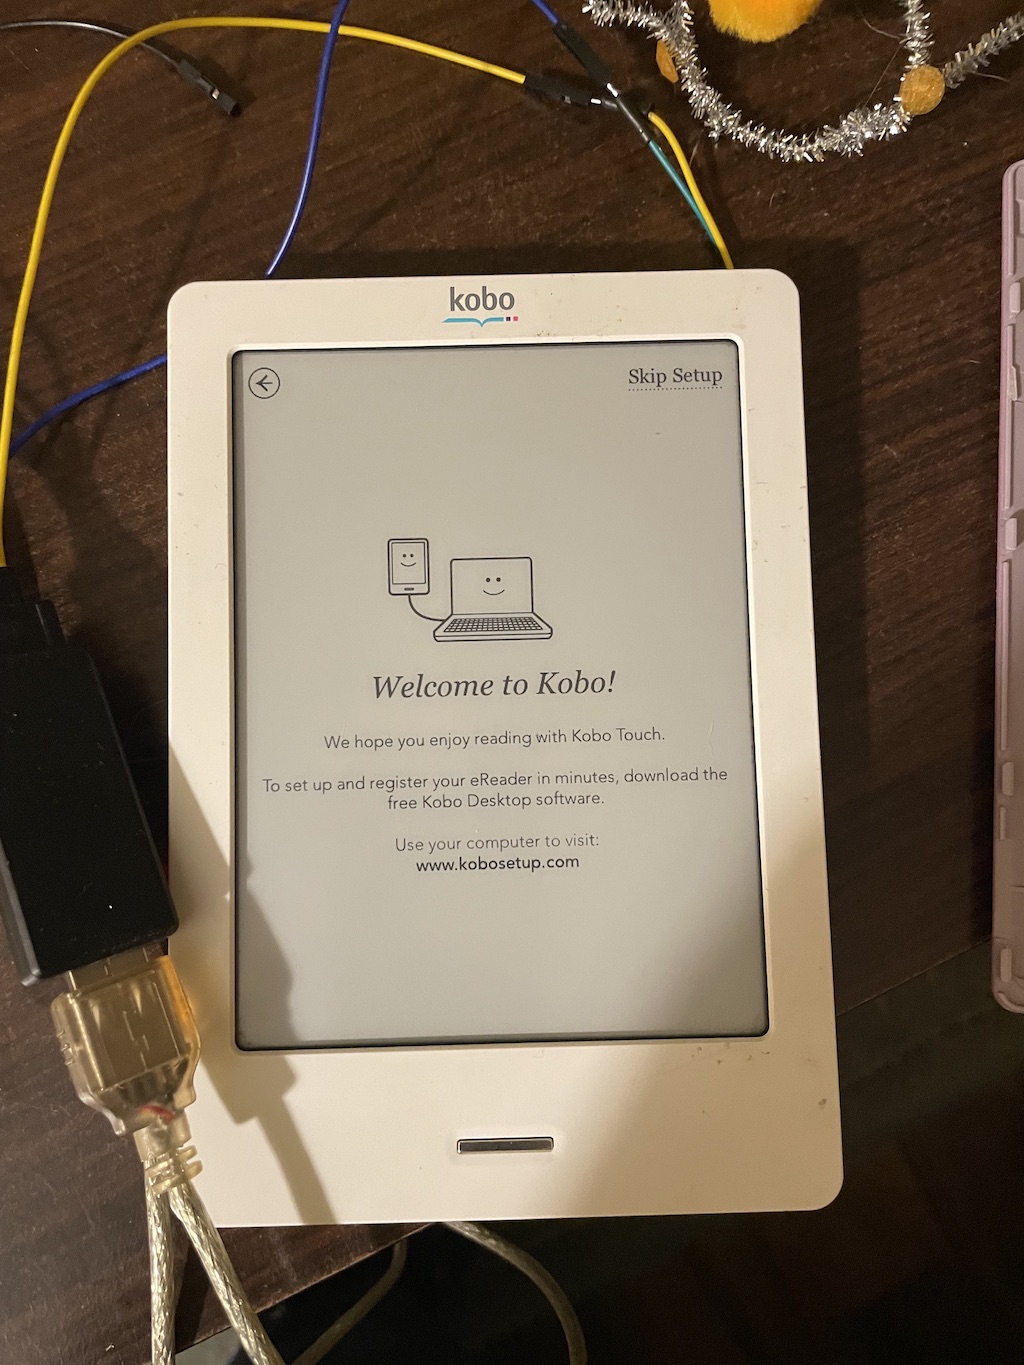 kobo
Skip Setup
Welcome to Kobo!
We hope you enjoy reading with Kobo Touch.
To set up and register your eReader in minutes, download the
free Kobo Desktop software.
Use your computer to visit:
www.kobosetup.com